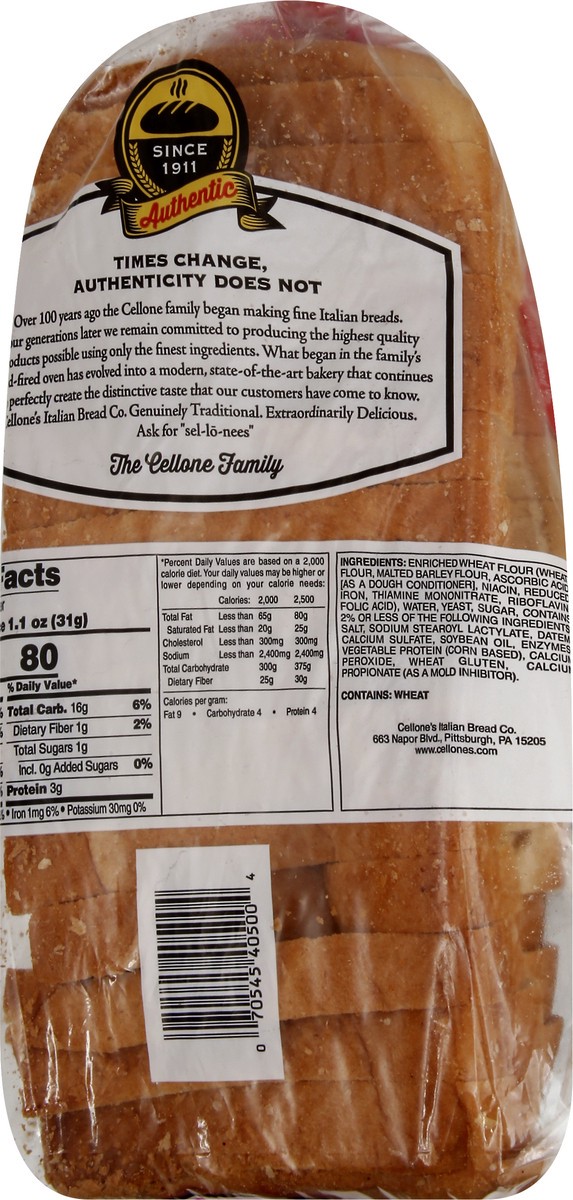 SINCE
1911
Authentic
TIMES CHANGE,
AUTHENTICITY DOES NOT
Over 100 years ago the Cellone family began making fine Italian breads.
ur generations later we remain committed to producing the highest quality
oducts possible using only the finest ingredients. What began in the family's
d-fired oven has evolved into a modern, state-of-the-art bakery that continues
perfectly create the distinctive taste that our customers have come to know.
ellone's Italian Bread Co. Genuinely Traditional. Extraordinarily Delicious.
Ask for "sel-lō-nees"
The Cellone Family
acts
er
e 1.1 oz (31g)
80
% Daily Value*
Total Carb. 16g 6%
Dietary Fiber 1g 2%
Total Sugars 1g
Incl. 0g Added Sugars 0%
Protein 3g
% • Iron 1mg 6% • Potassium 30mg 0%
*Percent Daily Values are based on a 2,000
calorie diet. Your daily values may be higher or
lower depending on your calorie needs:
Calories: 2,000 2,500
Total Fat Less than 65g 80g
Saturated Fat Less than 20g 25g
Cholesterol Less than 300mg 300mg
Sodium Less than 2,400mg 2,400mg
Total Carbohydrate 300g 375g
Dietary Fiber 25g 30g
Calories per gram:
Fat 9 • Carbohydrate 4 • Protein 4
INGREDIENTS: ENRICHED WHEAT FLOUR (WHEAT
FLOUR, MALTED BARLEY FLOUR, ASCORBIC ACID
[AS A DOUGH CONDITIONER], NIACIN, REDUCED
IRON, THIAMINE MONONITRATE, RIBOFLAVIN
FOLIC ACID), WATER, YEAST, SUGAR, CONTAINS
2% OR LESS OF THE FOLLOWING INGREDIENTS
SALT, SODIUM STEAROYL LACTYLATE, DATEM
CALCIUM SULFATE, SOYBEAN OIL, ENZYMES
VEGETABLE PROTEIN (CORN BASED), CALCIUM
PEROXIDE, WHEAT GLUTEN, CALCIUM
PROPIONATE (AS A MOLD INHIBITOR).
CONTAINS: WHEAT
Cellone's Italian Bread Co.
663 Napor Blvd., Pittsburgh, PA 15205
www.cellones.com
0 70545 40500 4